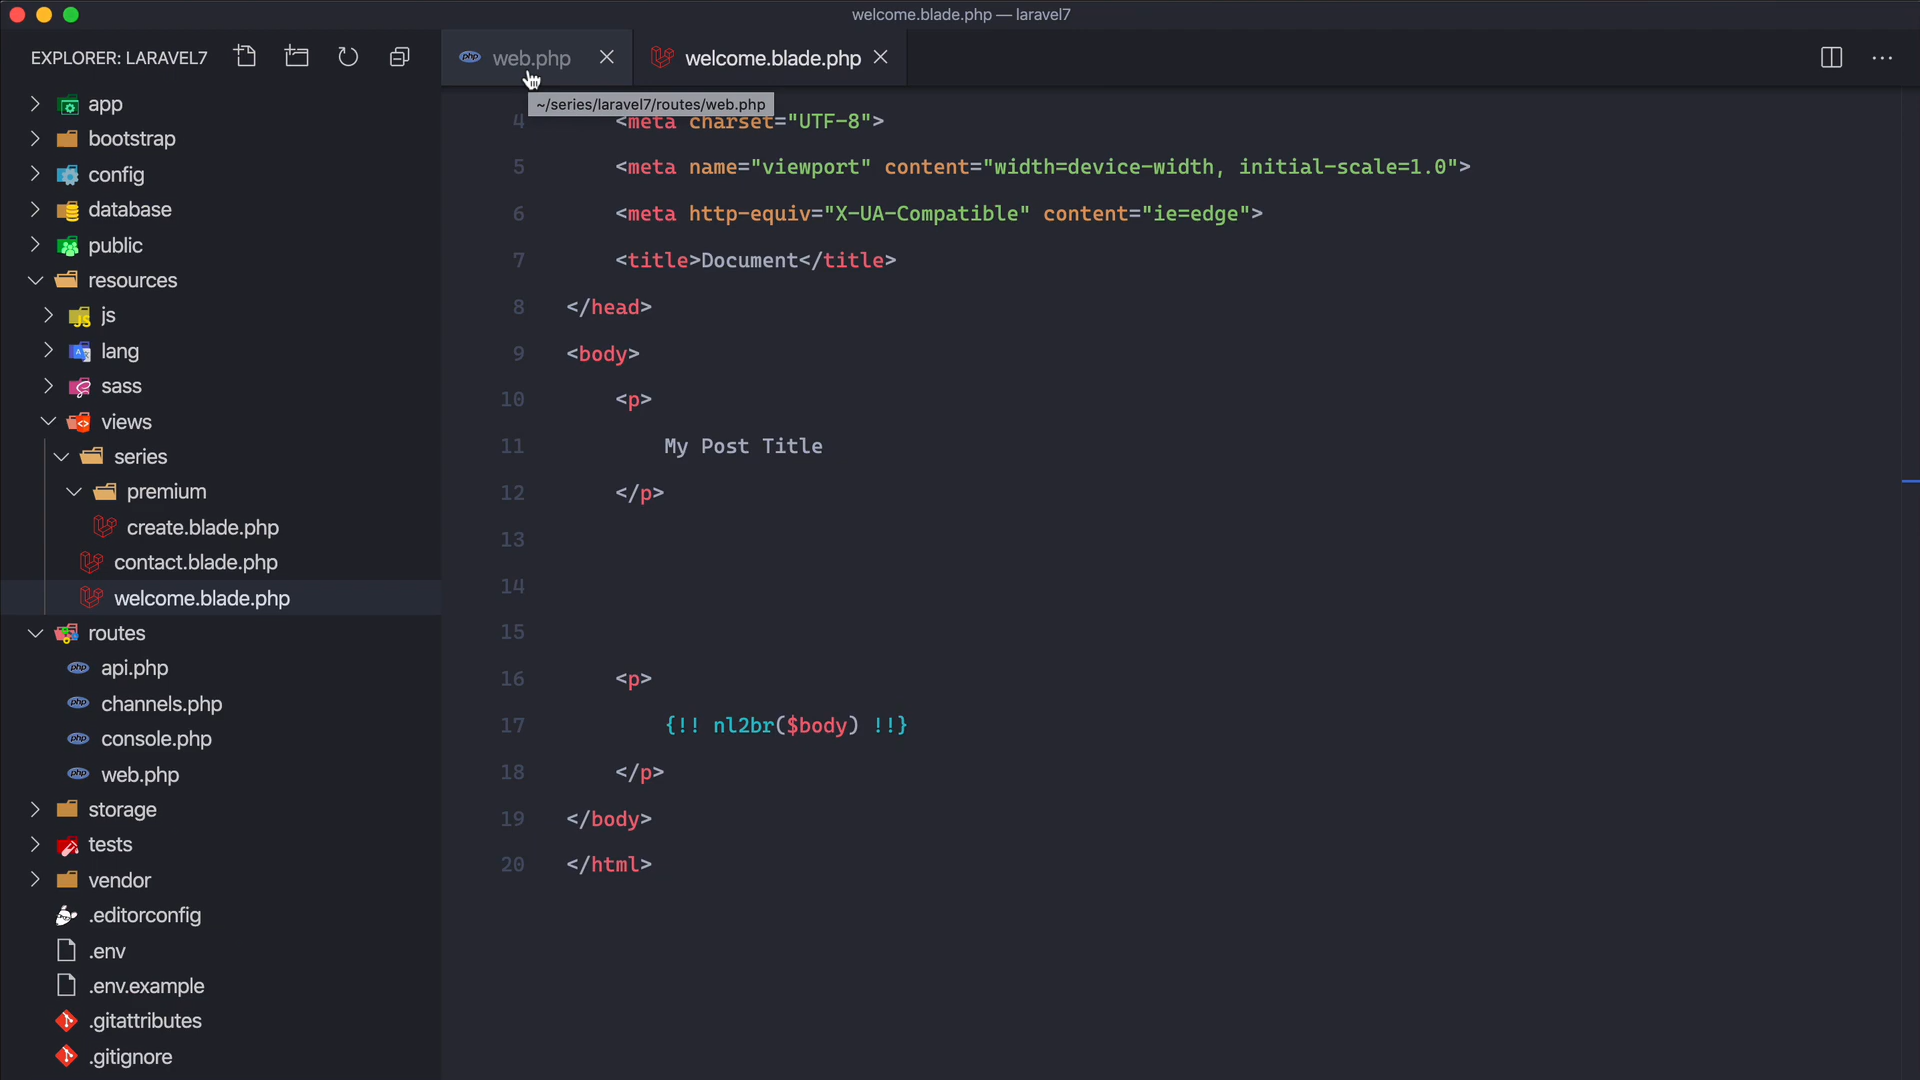 welcome.blade.php — laravel7
EXPLORER: LARAVEL7
web.php
welcome.blade.php
~/series/laravel7/routes/web.php
app
bootstrap
config
database
public
resources
js
lang
sass
views
series
premium
create.blade.php
contact.blade.php
welcome.blade.php
routes
api.php
channels.php
console.php
web.php
storage
tests
vendor
.editorconfig
.env
.env.example
.gitattributes
.gitignore
4 <meta charset="UTF-8">
5 <meta name="viewport" content="width=device-width, initial-scale=1.0">
6 <meta http-equiv="X-UA-Compatible" content="ie=edge">
7 <title>Document</title>
8 </head>
9 <body>
10 <p>
11 My Post Title
12 </p>
13
14
15
16 <p>
17 {!! nl2br($body) !!}
18 </p>
19 </body>
20 </html>